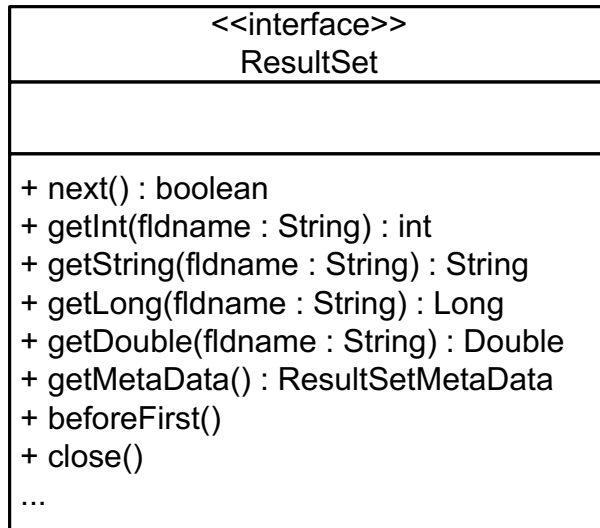 <<interface>>
ResultSet
+ next() : boolean
+ getInt(fldname : String) : int
+ getString(fldname : String) : String
+ getLong(fldname : String) : Long
+ getDouble(fldname : String) : Double
+ getMetaData() : ResultSetMetaData
+ beforeFirst()
+ close()
...